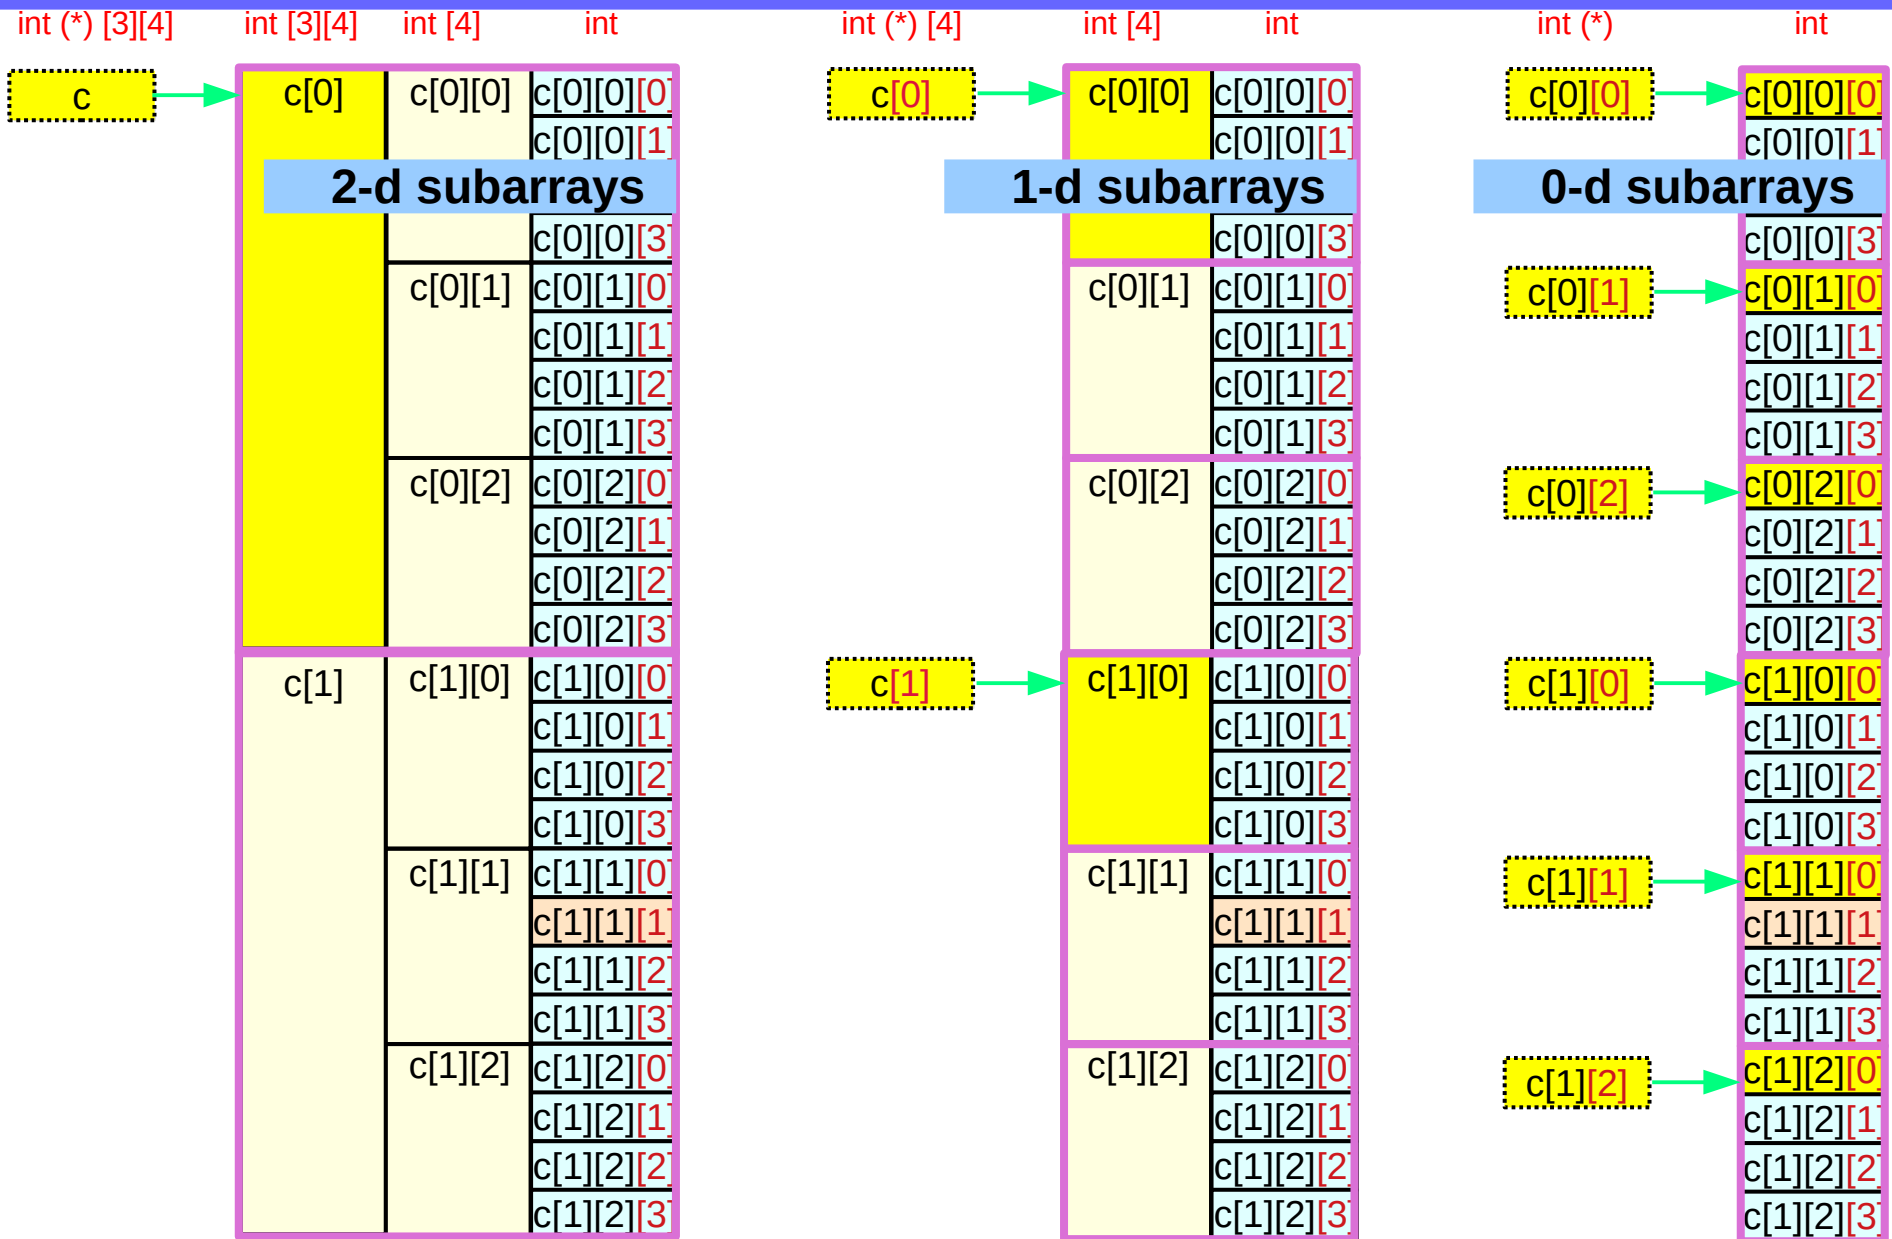 int (*) [3][4] int [3][4] int [4] int
c c[0] c[0][0] c[0][0][0]
c[0][0][1]
2-d subarrays
c[0][0][3]
c[0][1] c[0][1][0]
c[0][1][1]
c[0][1][2]
c[0][1][3]
c[0][2] c[0][2][0]
c[0][2][1]
c[0][2][2]
c[0][2][3]
c[1] c[1][0] c[1][0][0]
c[1][0][1]
c[1][0][2]
c[1][0][3]
c[1][1] c[1][1][0]
c[1][1][1]
c[1][1][2]
c[1][1][3]
c[1][2] c[1][2][0]
c[1][2][1]
c[1][2][2]
c[1][2][3]
int (*) [4] int [4] int
c[0] c[0][0] c[0][0][0]
c[0][0][1]
1-d subarrays
c[0][0][3]
c[0][1] c[0][1][0]
c[0][1][1]
c[0][1][2]
c[0][1][3]
c[0][2] c[0][2][0]
c[0][2][1]
c[0][2][2]
c[0][2][3]
c[1] c[1][0] c[1][0][0]
c[1][0][1]
c[1][0][2]
c[1][0][3]
c[1][1] c[1][1][0]
c[1][1][1]
c[1][1][2]
c[1][1][3]
c[1][2] c[1][2][0]
c[1][2][1]
c[1][2][2]
c[1][2][3]
int (*) int
c[0][0] c[0][0][0]
c[0][0][1]
0-d subarrays
c[0][0][3]
c[0][1] c[0][1][0]
c[0][1][1]
c[0][1][2]
c[0][1][3]
c[0][2] c[0][2][0]
c[0][2][1]
c[0][2][2]
c[0][2][3]
c[1][0] c[1][0][0]
c[1][0][1]
c[1][0][2]
c[1][0][3]
c[1][1] c[1][1][0]
c[1][1][1]
c[1][1][2]
c[1][1][3]
c[1][2] c[1][2][0]
c[1][2][1]
c[1][2][2]
c[1][2][3]